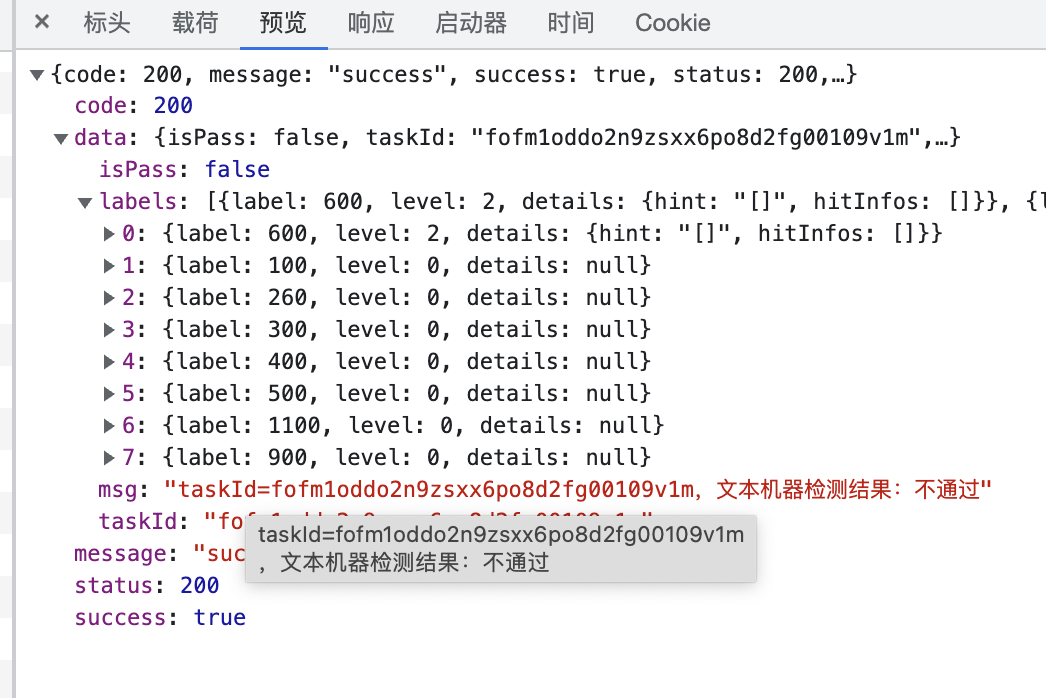 × 标头 载荷 预览 响应 启动器 时间 Cookie
▼{code: 200, message: "success", success: true, status: 200,…}
code: 200
▼data: {isPass: false, taskId: "fofm1oddo2n9zsxx6po8d2fg00109v1m",…}
isPass: false
▼labels: [{label: 600, level: 2, details: {hint: "[]", hitInfos: []}}, {l
▶0: {label: 600, level: 2, details: {hint: "[]", hitInfos: []}}
▶1: {label: 100, level: 0, details: null}
▶2: {label: 260, level: 0, details: null}
▶3: {label: 300, level: 0, details: null}
▶4: {label: 400, level: 0, details: null}
▶5: {label: 500, level: 0, details: null}
▶6: {label: 1100, level: 0, details: null}
▶7: {label: 900, level: 0, details: null}
msg: "taskId=fofm1oddo2n9zsxx6po8d2fg00109v1m，文本机器检测结果：不通过"
taskId: "fo
taskId=fofm1oddo2n9zsxx6po8d2fg00109v1m
，文本机器检测结果：不通过
message: "suc
status: 200
success: true